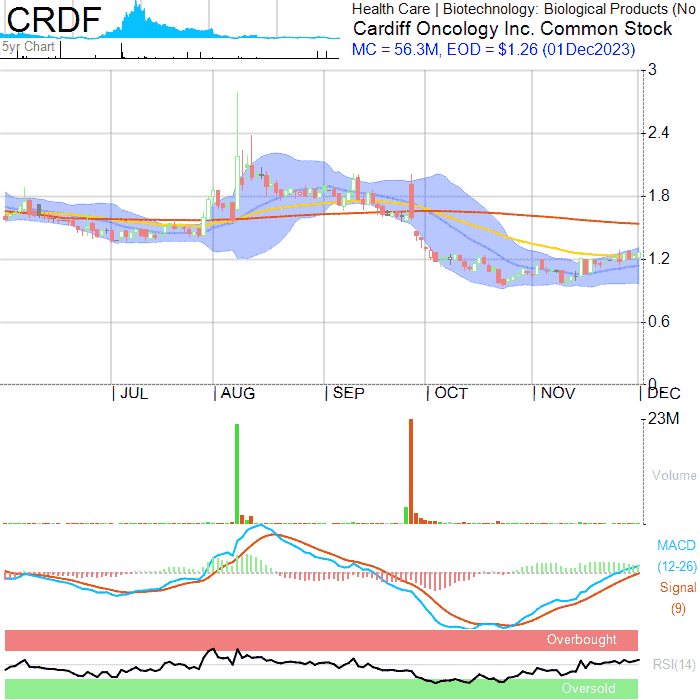 CRDF
Health Care | Biotechnology: Biological Products (No
Cardiff Oncology Inc. Common Stock
5yr Chart
MC = 56.3M, EOD = $1.26 (01Dec2023)
3
2.4
1.8
1.2
0.6
0
| JUL | AUG | SEP | OCT | NOV | DEC
23M
Volume
MACD
(12-26)
Signal
(9)
Overbought
RSI(14)
Oversold